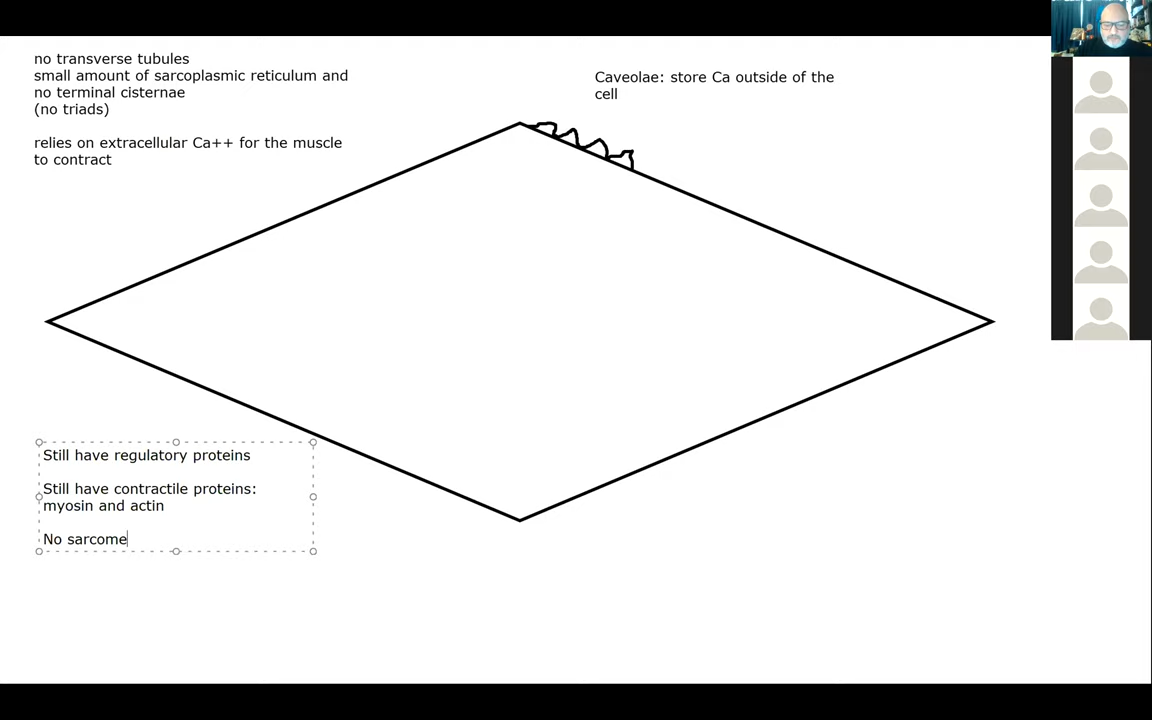 no transverse tubules
small amount of sarcoplasmic reticulum and
no terminal cisternae
(no triads)
relies on extracellular Ca++ for the muscle
to contract
Caveolae: store Ca outside of the
cell
Still have regulatory proteins
Still have contractile proteins:
myosin and actin
No sarcome